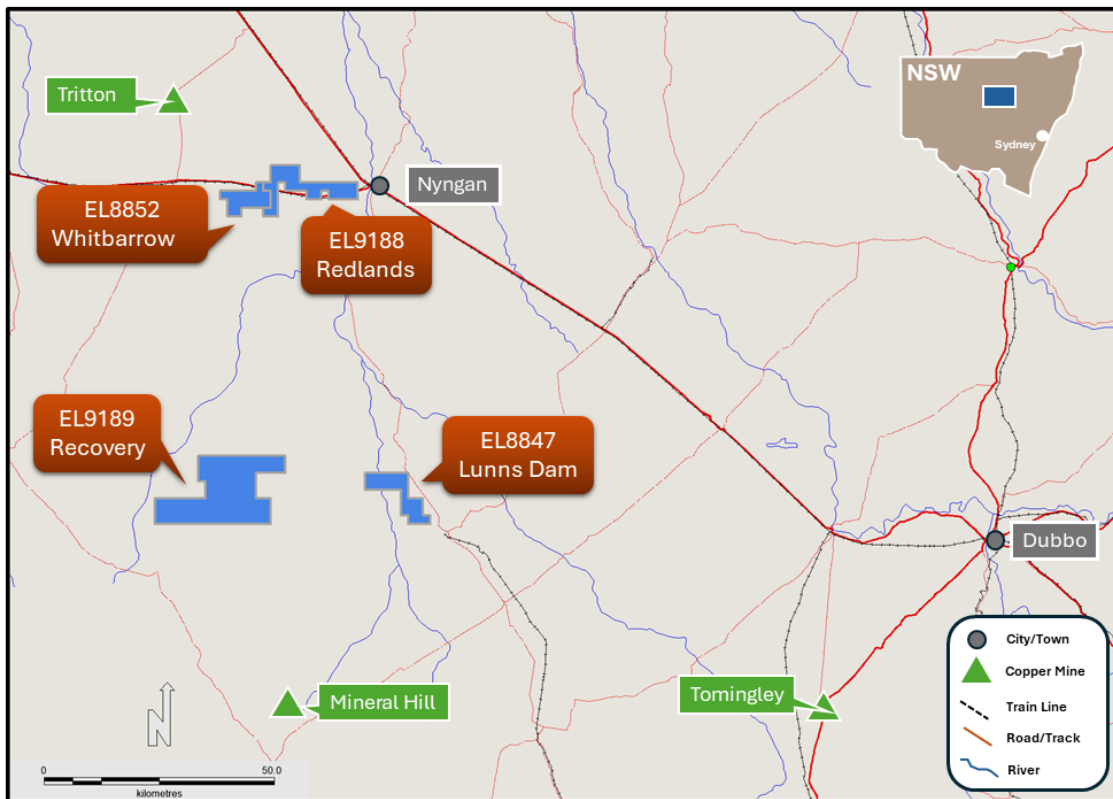 NSW
Sydney
Tritton
Nyngan
EL8852
Whitbarrow
EL9188
Redlands
EL9189
Recovery
EL8847
Lunns Dam
Dubbo
Mineral Hill
Tomingley
City/Town
Copper Mine
Train Line
Road/Track
River
N
0 50.0
kilometres